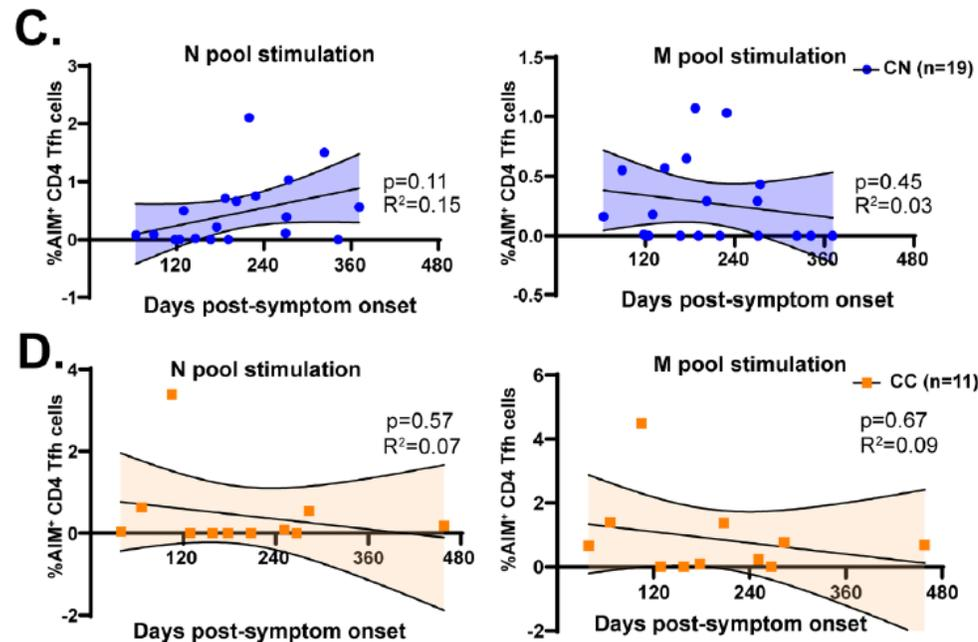 C.
N pool stimulation
%AIM⁺ CD4 Tfh cells
3
2
1
0
-1
120 240 360 480
p=0.11
R²=0.15
Days post-symptom onset
M pool stimulation
CN (n=19)
%AIM⁺ CD4 Tfh cells
1.5
1.0
0.5
0.0
-0.5
120 240 360 480
p=0.45
R²=0.03
Days post-symptom onset
D.
N pool stimulation
%AIM⁺ CD4 Tfh cells
4
2
0
-2
120 240 360 480
p=0.57
R²=0.07
Days post-symptom onset
M pool stimulation
CC (n=11)
%AIM⁺ CD4 Tfh cells
6
4
2
0
-2
120 240 360 480
p=0.67
R²=0.09
Days post-symptom onset